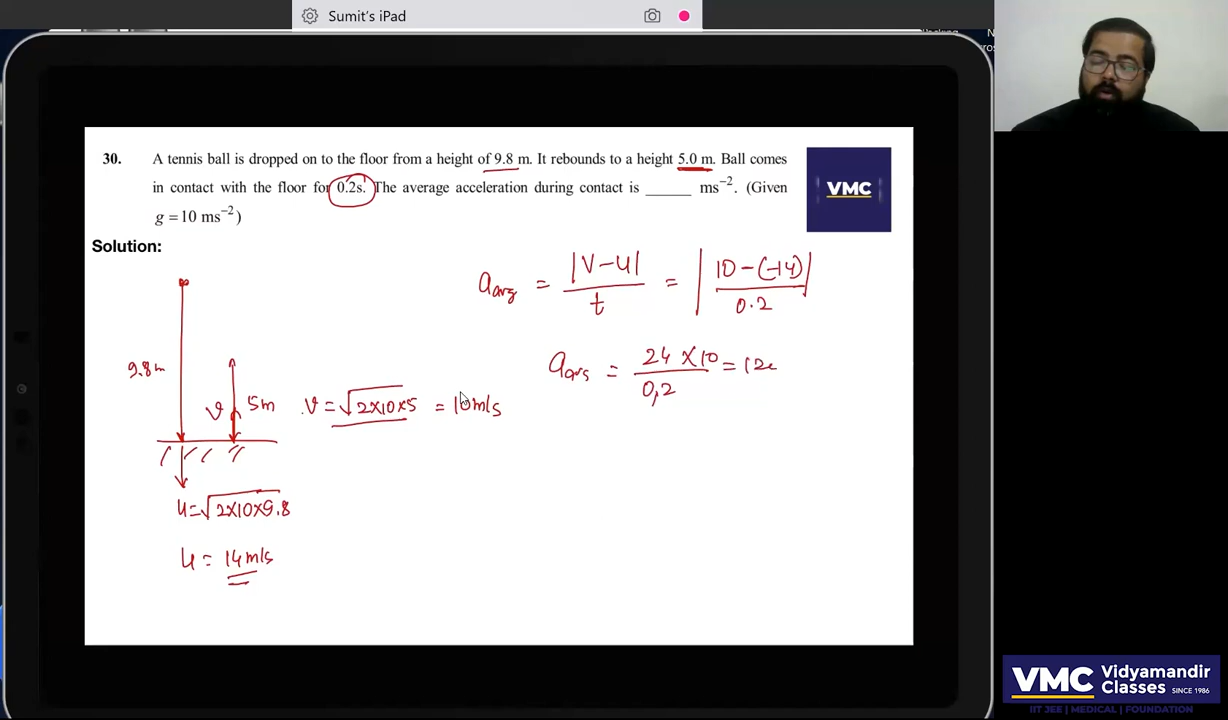 Sumit's iPad
30. A tennis ball is dropped on to the floor from a height of 9.8 m. It rebounds to a height 5.0 m. Ball comes
in contact with the floor for 0.2s. The average acceleration during contact is ______ ms⁻². (Given
g = 10 ms⁻²)
VMC
Solution:
a_avg = |V-u|/t = |10-(-14)/0.2|
a_avg = 24 × 10/0,2 = 12
9.8m
v
5m
v = √2×10×5 = 10m/s
u = √2×10×9.8
u = 14m/s
VMC Vidyamandir Classes SINCE 1986
IIT JEE | MEDICAL | FOUNDATION